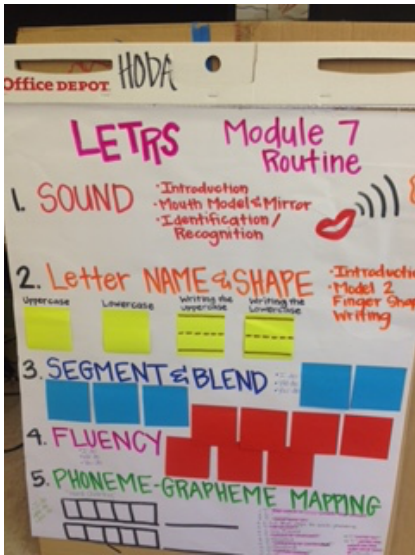 Office DEPOT HODA
LETRS Module 7
Routine
1. SOUND
·Introduction
·Mouth Model & Mirror
·Identification/
Recognition
2. Letter NAME & SHAPE
·Introducti
·Model 2
Finger Shap
Writing
Uppercase
Lowercase
Writing the
uppercase
Writing the
Lowercase
3. SEGMENT & BLEND
4. FLUENCY
5. PHONEME-GRAPHEME MAPPING